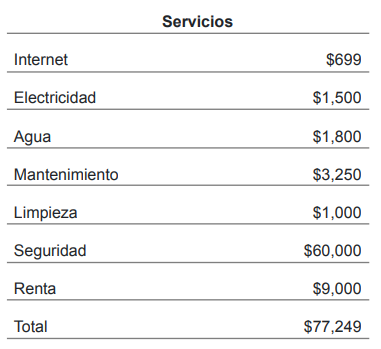 Servicios
Internet $699
Electricidad $1,500
Agua $1,800
Mantenimiento $3,250
Limpieza $1,000
Seguridad $60,000
Renta $9,000
Total $77,249